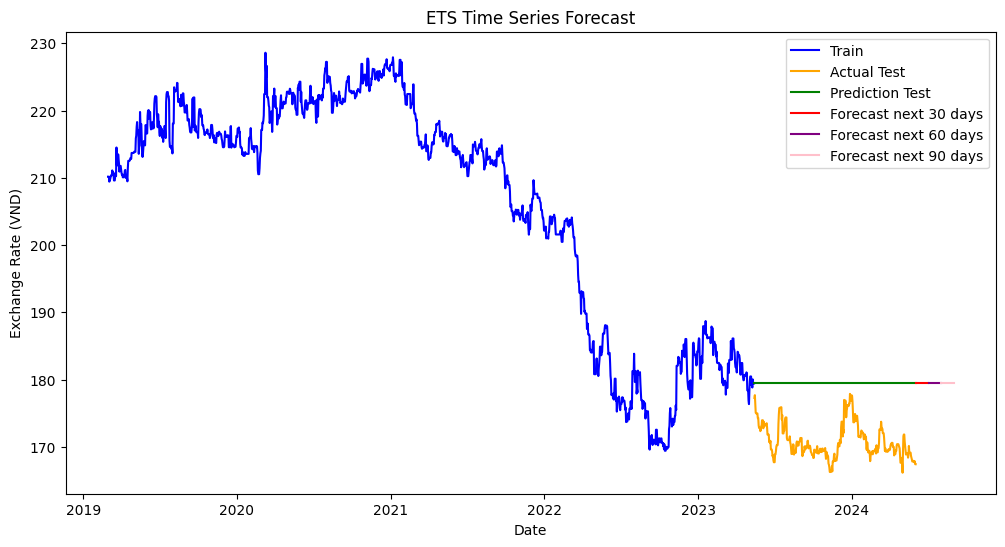 ETS Time Series Forecast
Exchange Rate (VND)
230
220
210
200
190
180
170
Train
Actual Test
Prediction Test
Forecast next 30 days
Forecast next 60 days
Forecast next 90 days
2019
2020
2021
2022
2023
2024
Date